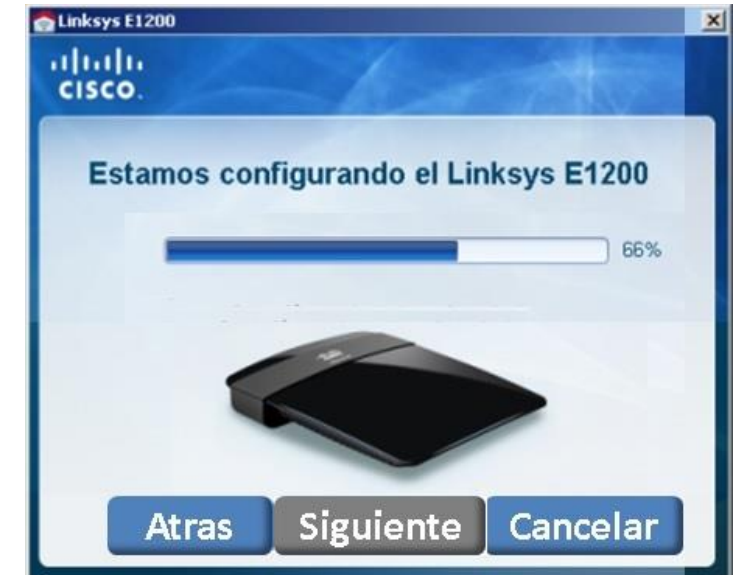 Linksys E1200
CISCO.
Estamos configurando el Linksys E1200
66%
Atras Siguiente Cancelar